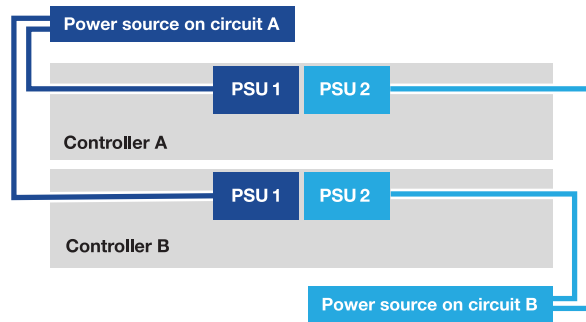 Power source on circuit A
PSU 1
PSU 2
Controller A
PSU 1
PSU 2
Controller B
Power source on circuit B